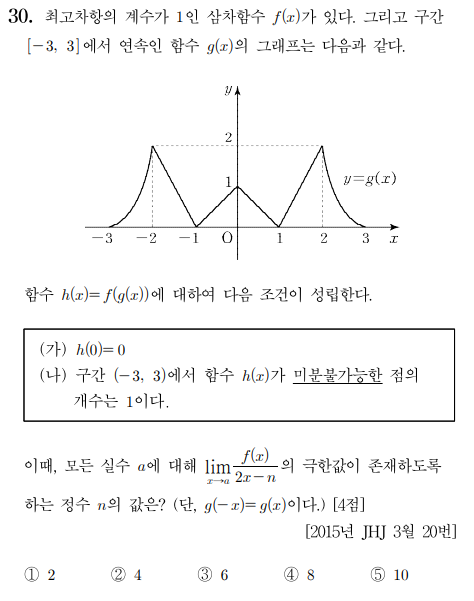 30. 최고차항의 계수가 1인 삼차함수 f(x)가 있다. 그리고 구간
[-3, 3]에서 연속인 함수 g(x)의 그래프는 다음과 같다.
y
2
1
y=g(x)
-3 -2 -1 O 1 2 3 x
함수 h(x)=f(g(x))에 대하여 다음 조건이 성립한다.
(가) h(0)=0
(나) 구간 (-3, 3)에서 함수 h(x)가 미분불가능한 점의
개수는 1이다.
이때, 모든 실수 a에 대해 lim_{x→a} f(x)/(2x-n) 의 극한값이 존재하도록
하는 정수 n의 값은? (단, g(-x)=g(x)이다.) [4점]
[2015년 JHJ 3월 20번]
① 2 ② 4 ③ 6 ④ 8 ⑤ 10